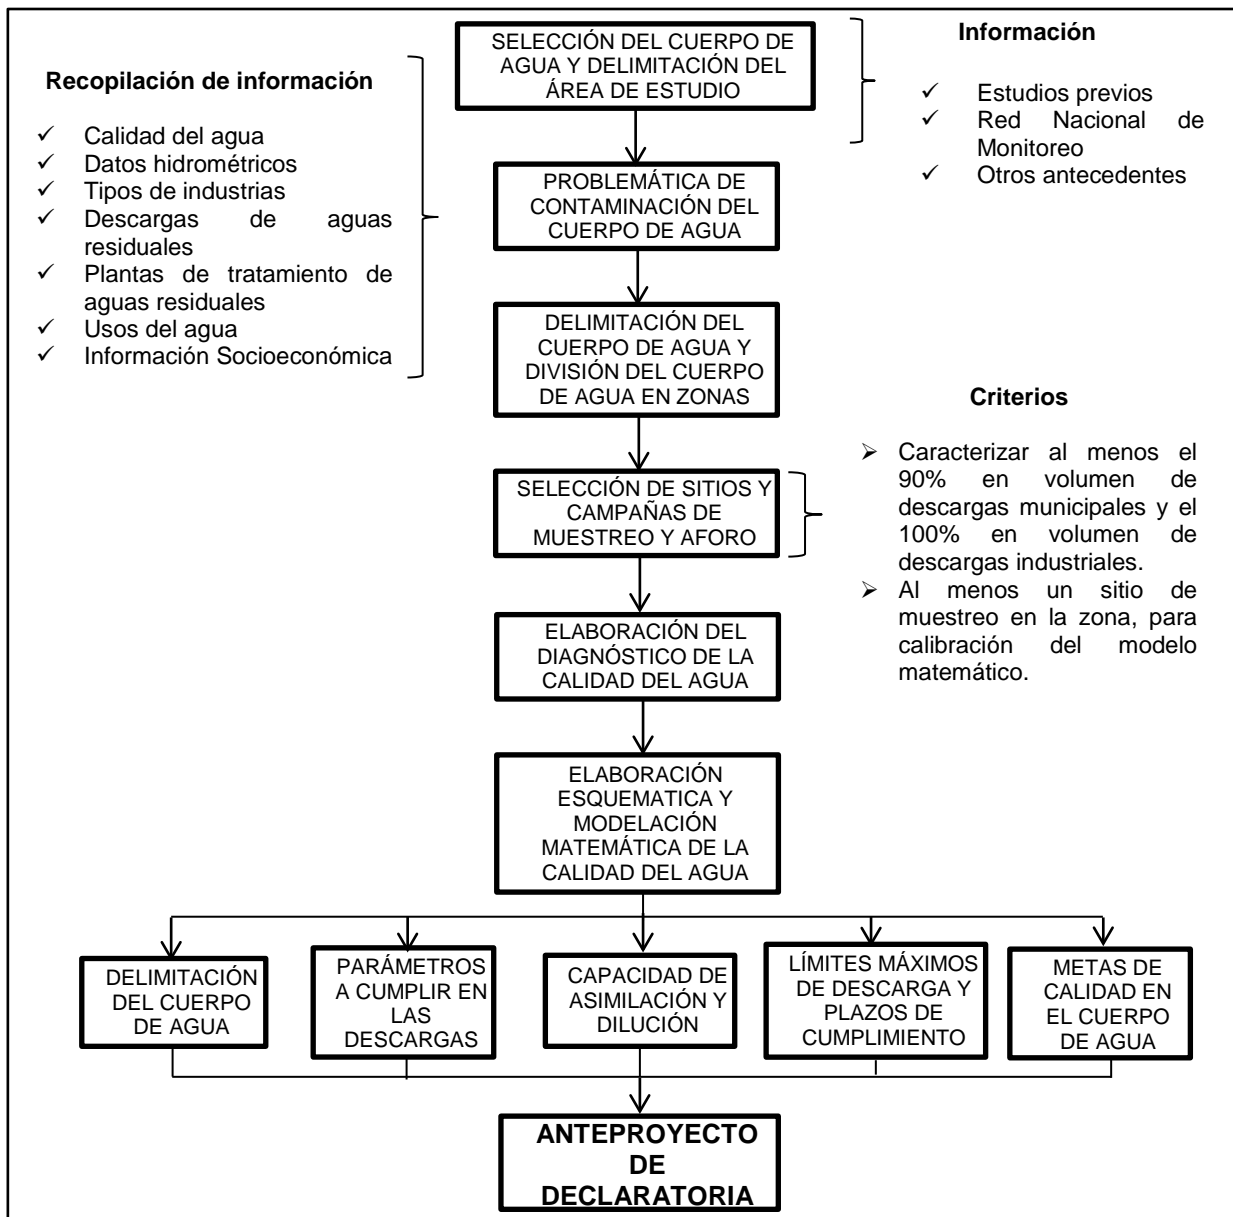 SELECCIÓN DEL CUERPO DE
AGUA Y DELIMITACIÓN DEL
ÁREA DE ESTUDIO
Información
✓ Estudios previos
✓ Red Nacional de
Monitoreo
✓ Otros antecedentes
Recopilación de información
✓ Calidad del agua
✓ Datos hidrométricos
✓ Tipos de industrias
✓ Descargas de aguas
residuales
✓ Plantas de tratamiento de
aguas residuales
✓ Usos del agua
✓ Información Socioeconómica
PROBLEMÁTICA DE
CONTAMINACIÓN DEL
CUERPO DE AGUA
DELIMITACIÓN DEL
CUERPO DE AGUA Y
DIVISIÓN DEL CUERPO
DE AGUA EN ZONAS
SELECCIÓN DE SITIOS Y
CAMPAÑAS DE
MUESTREO Y AFORO
Criterios
➢ Caracterizar al menos el
90% en volumen de
descargas municipales y el
100% en volumen de
descargas industriales.
➢ Al menos un sitio de
muestreo en la zona, para
calibración del modelo
matemático.
ELABORACIÓN DEL
DIAGNÓSTICO DE LA
CALIDAD DEL AGUA
ELABORACIÓN
ESQUEMATICA Y
MODELACIÓN
MATEMÁTICA DE LA
CALIDAD DEL AGUA
DELIMITACIÓN
DEL CUERPO
DE AGUA
PARÁMETROS
A CUMPLIR EN
LAS
DESCARGAS
CAPACIDAD DE
ASIMILACIÓN Y
DILUCIÓN
LÍMITES MÁXIMOS
DE DESCARGA Y
PLAZOS DE
CUMPLIMIENTO
METAS DE
CALIDAD EN
EL CUERPO
DE AGUA
ANTEPROYECTO
DE
DECLARATORIA